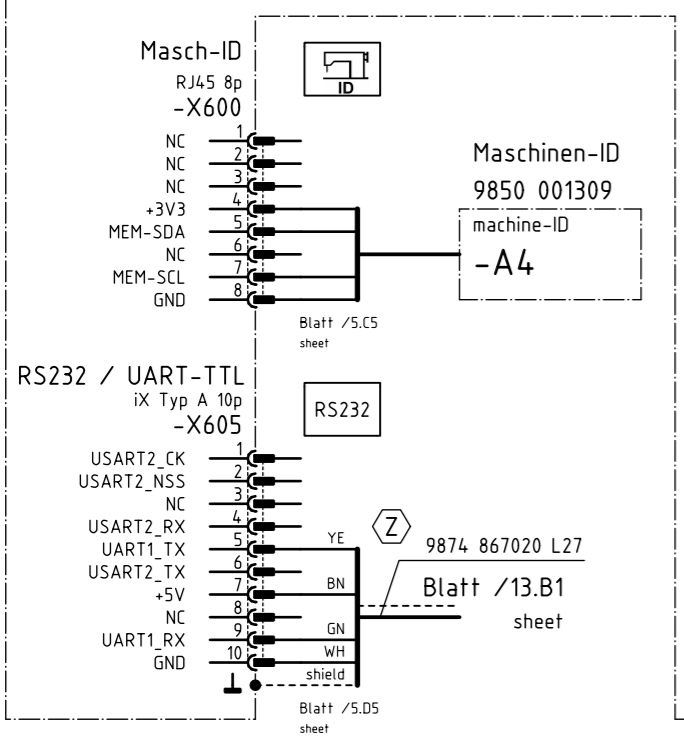 Masch-ID
RJ45 8p
-X600
ID
NC 1
NC 2
NC 3
+3V3 4
MEM-SDA 5
NC 6
MEM-SCL 7
GND 8
Maschinen-ID
9850 001309
machine-ID
-A4
Blatt /5.C5
sheet
RS232 / UART-TTL
iX Typ A 10p
-X605
RS232
USART2_CK 1
USART2_NSS 2
NC 3
USART2_RX 4
UART1_TX 5 YE
USART2_TX 6
+5V 7 BN
NC 8
UART1_RX 9 GN
GND 10 WH
shield
Z
9874 867020 L27
Blatt /13.B1
sheet
Blatt /5.D5
sheet